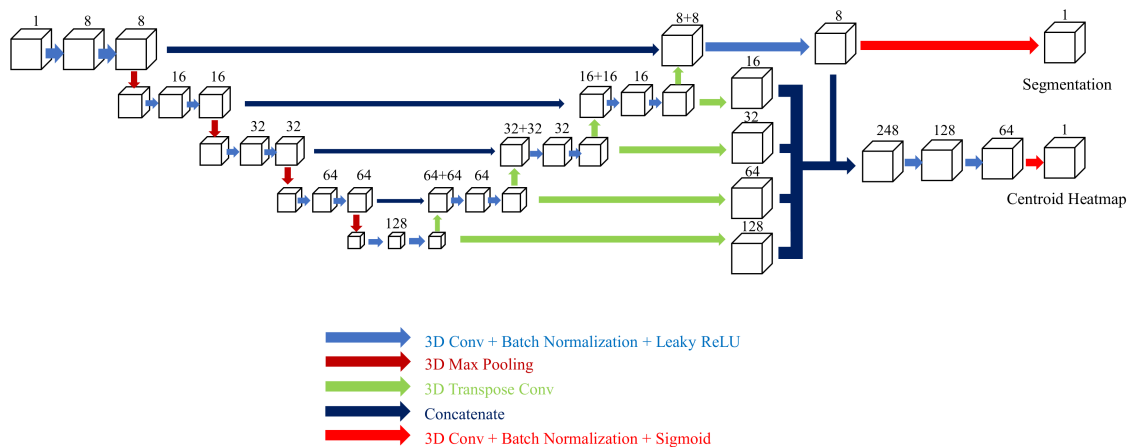 1 8 8 8+8 8 1
Segmentation
16 16 16+16 16 16
32 32 32+32 32 32
248 128 64 1
Centroid Heatmap
64 64 64+64 64 64
128 128
3D Conv + Batch Normalization + Leaky ReLU
3D Max Pooling
3D Transpose Conv
Concatenate
3D Conv + Batch Normalization + Sigmoid